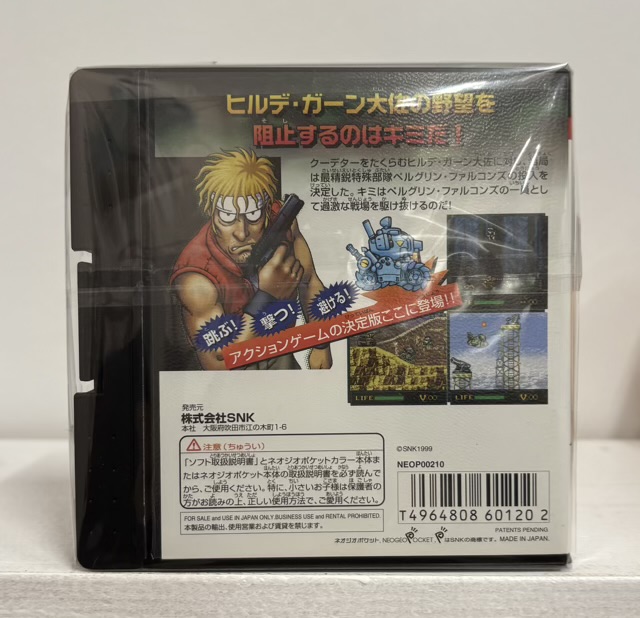 ヒルデ・ガーン大佐の野望を
阻止するのはキミだ！
クーデターをたくらむヒルデ・ガーン大佐に対し
は最精鋭特殊部隊ペルグリン・ファルコンズの投入を
決定した。キミはペルグリン・ファルコンズの一員とし
て過激な戦場を駆け抜けるのだ！
跳ぶ！
撃つ！
避ける！
アクションゲームの決定版ここに登場！！
LIFE
LIFE
発売元
株式会社SNK
本社 大阪府吹田市江の木町1-6
注意（ちゅうい）
「ソフト取扱説明書」とネオジオポケットカラー本体ま
たはネオジオポケット本体の取扱説明書を必ず読んで
から、ご使用ください。特に、小さいお子様は保護者の
方がお読みの上、正しい使用方法で、ご愛用ください。
FOR SALE and USE IN JAPAN ONLY.BUSINESS USE and RENTAL PROHIBITED.
本製品の輸出、使用営業および賃貸を禁じます。
©SNK1999
NEOP00210
T4964808 60120 2
PATENTS PENDING.
ネオジオポケット、NEOGEO POCKET、PはSNKの商標です。 MADE IN JAPAN.